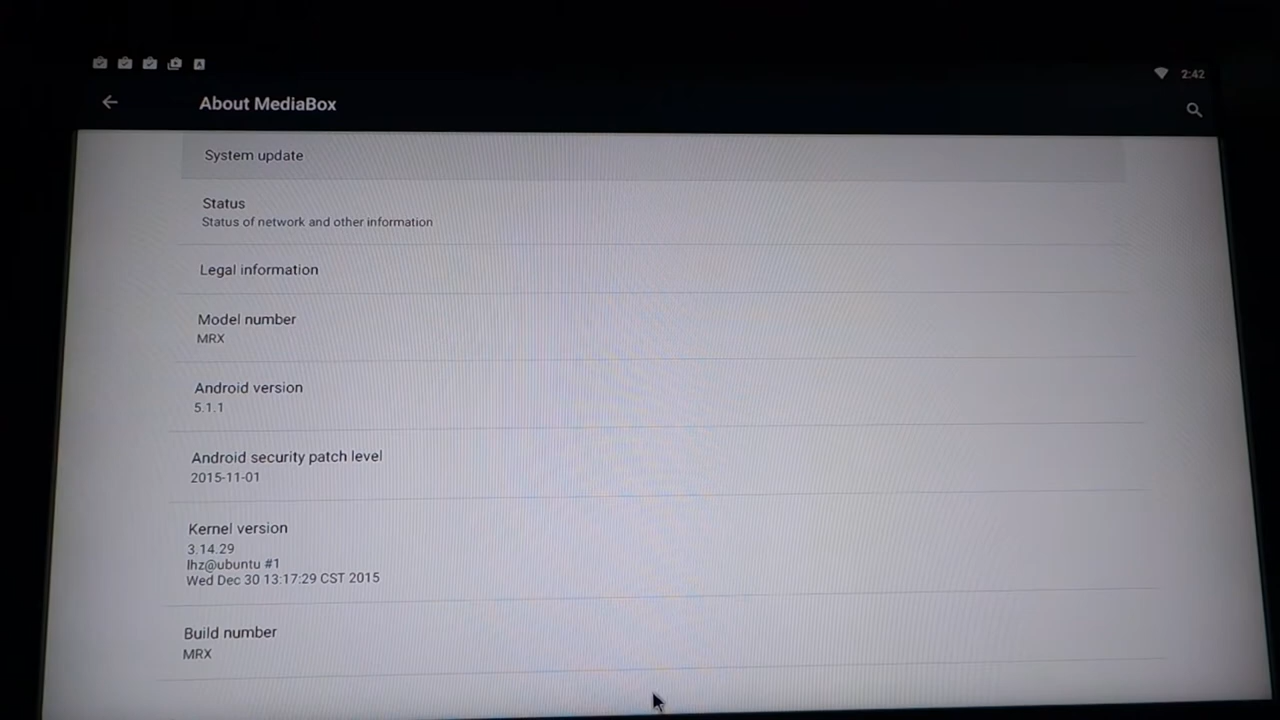 2:42
About MediaBox
System update
Status
Status of network and other information
Legal information
Model number
MRX
Android version
5.1.1
Android security patch level
2015-11-01
Kernel version
3.14.29
lhz@ubuntu #1
Wed Dec 30 13:17:29 CST 2015
Build number
MRX